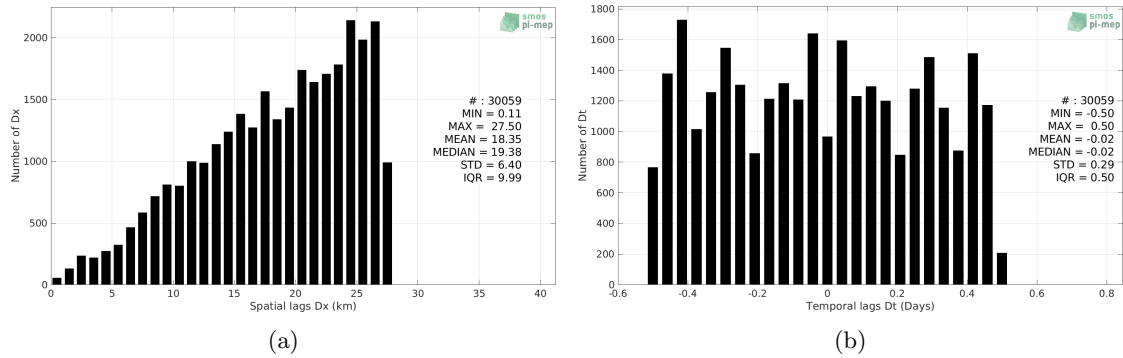 smos
pi-mep
2000
1500
1000
500
0
Number of Dx
# : 30059
MIN = 0.11
MAX = 27.50
MEAN = 18.35
MEDIAN = 19.38
STD = 6.40
IQR = 9.99
0 5 10 15 20 25 30 35 40
Spatial lags Dx (km)
(a)
smos
pi-mep
1800
1600
1400
1200
1000
800
600
400
200
0
Number of Dt
# : 30059
MIN = -0.50
MAX = 0.50
MEAN = -0.02
MEDIAN = -0.02
STD = 0.29
IQR = 0.50
-0.6 -0.4 -0.2 0 0.2 0.4 0.6 0.8
Temporal lags Dt (Days)
(b)